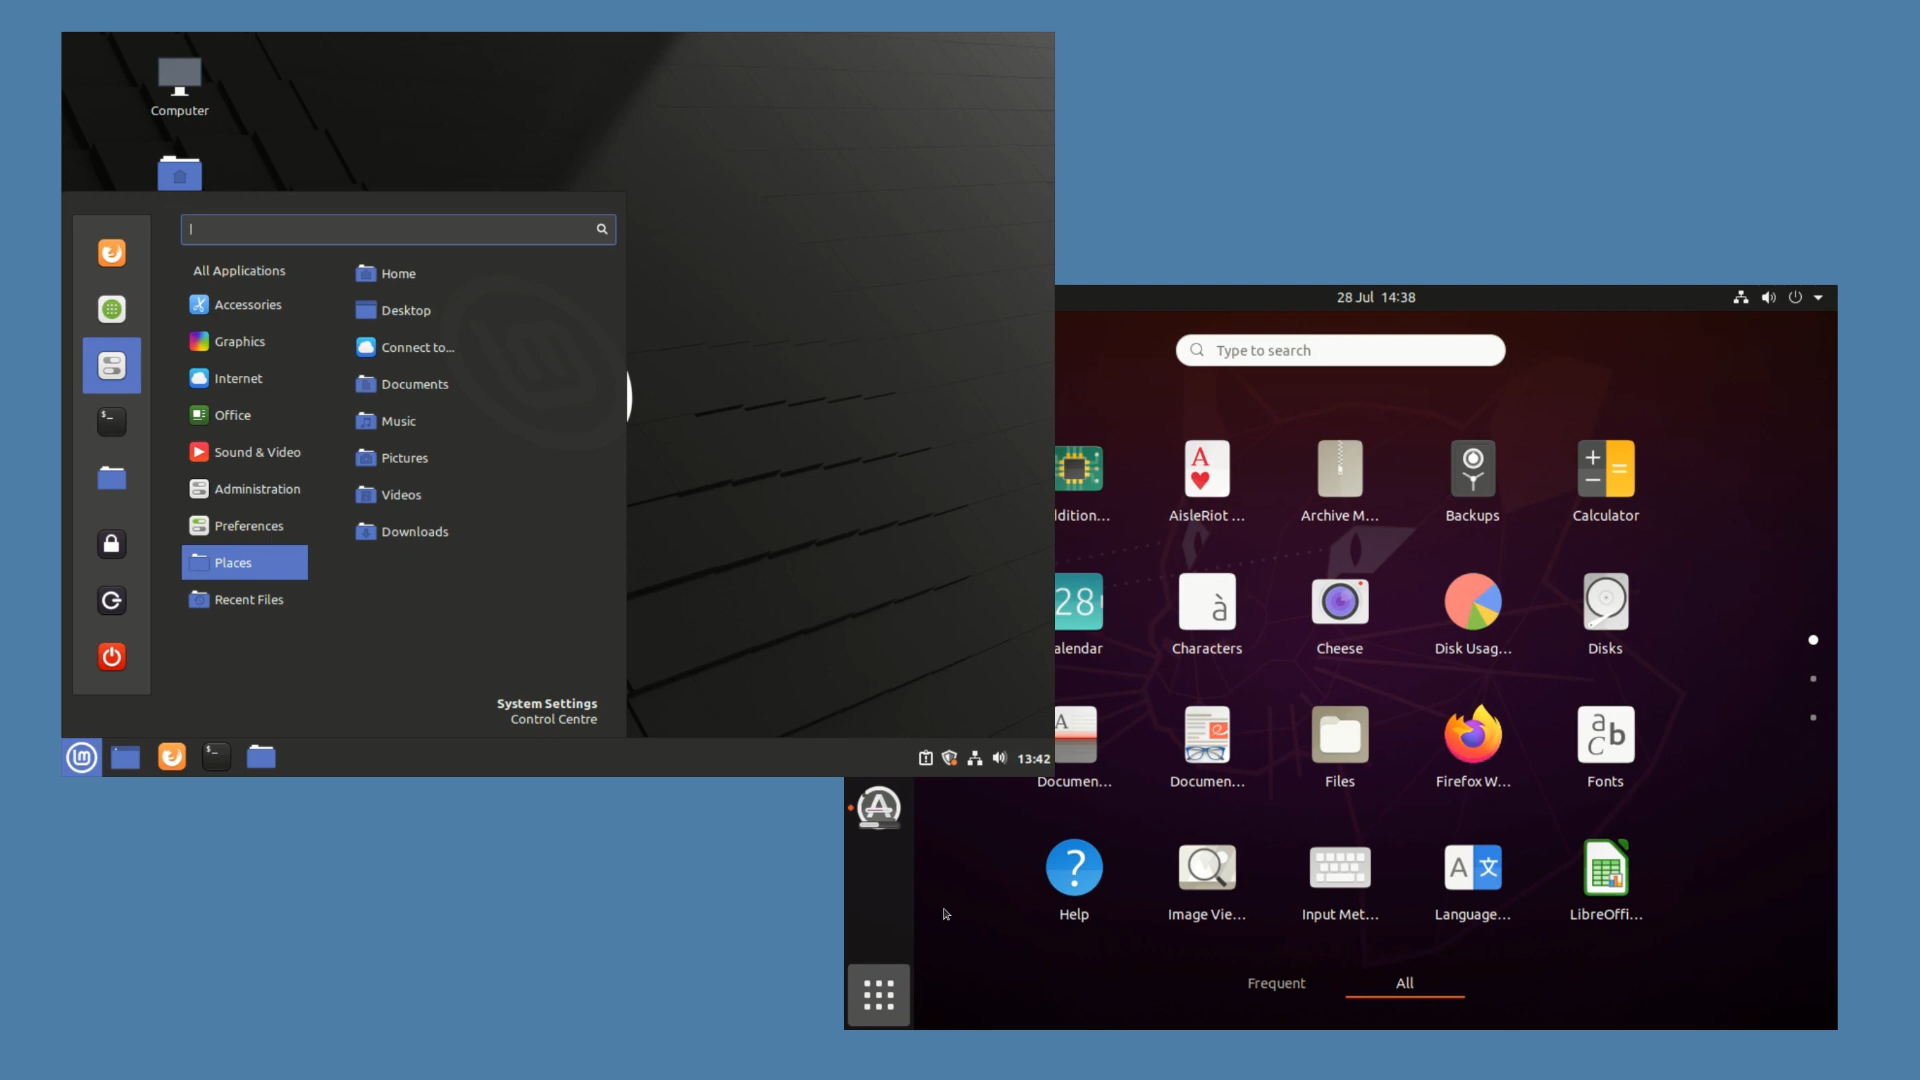 Computer
All Applications
Accessories
Graphics
Internet
Office
Sound & Video
Administration
Preferences
Places
Recent Files
Home
Desktop
Connect to...
Documents
Music
Pictures
Videos
Downloads
System Settings
Control Centre
13:42
28 Jul 14:38
Type to search
ddition...
AisleRiot ...
Archive M...
Backups
Calculator
28
alendar
à
Characters
Cheese
Disk Usag...
Disks
A
Documen...
Documen...
Files
Firefox W...
a b c
Fonts
?
Help
Image Vie...
Input Met...
A 文
Language...
LibreOffi...
Frequent
All